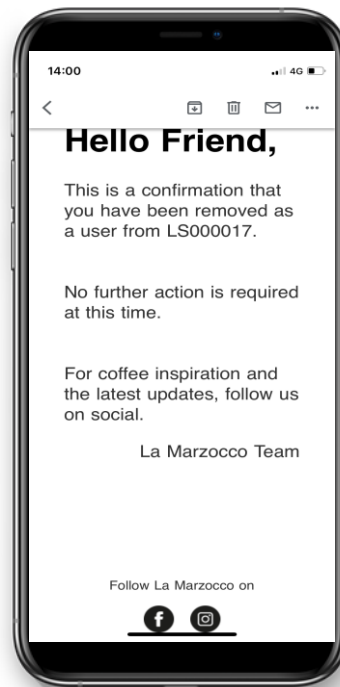 14:00
4G
Hello Friend,
This is a confirmation that
you have been removed as
a user from LS000017.
No further action is required
at this time.
For coffee inspiration and
the latest updates, follow us
on social.
La Marzocco Team
Follow La Marzocco on